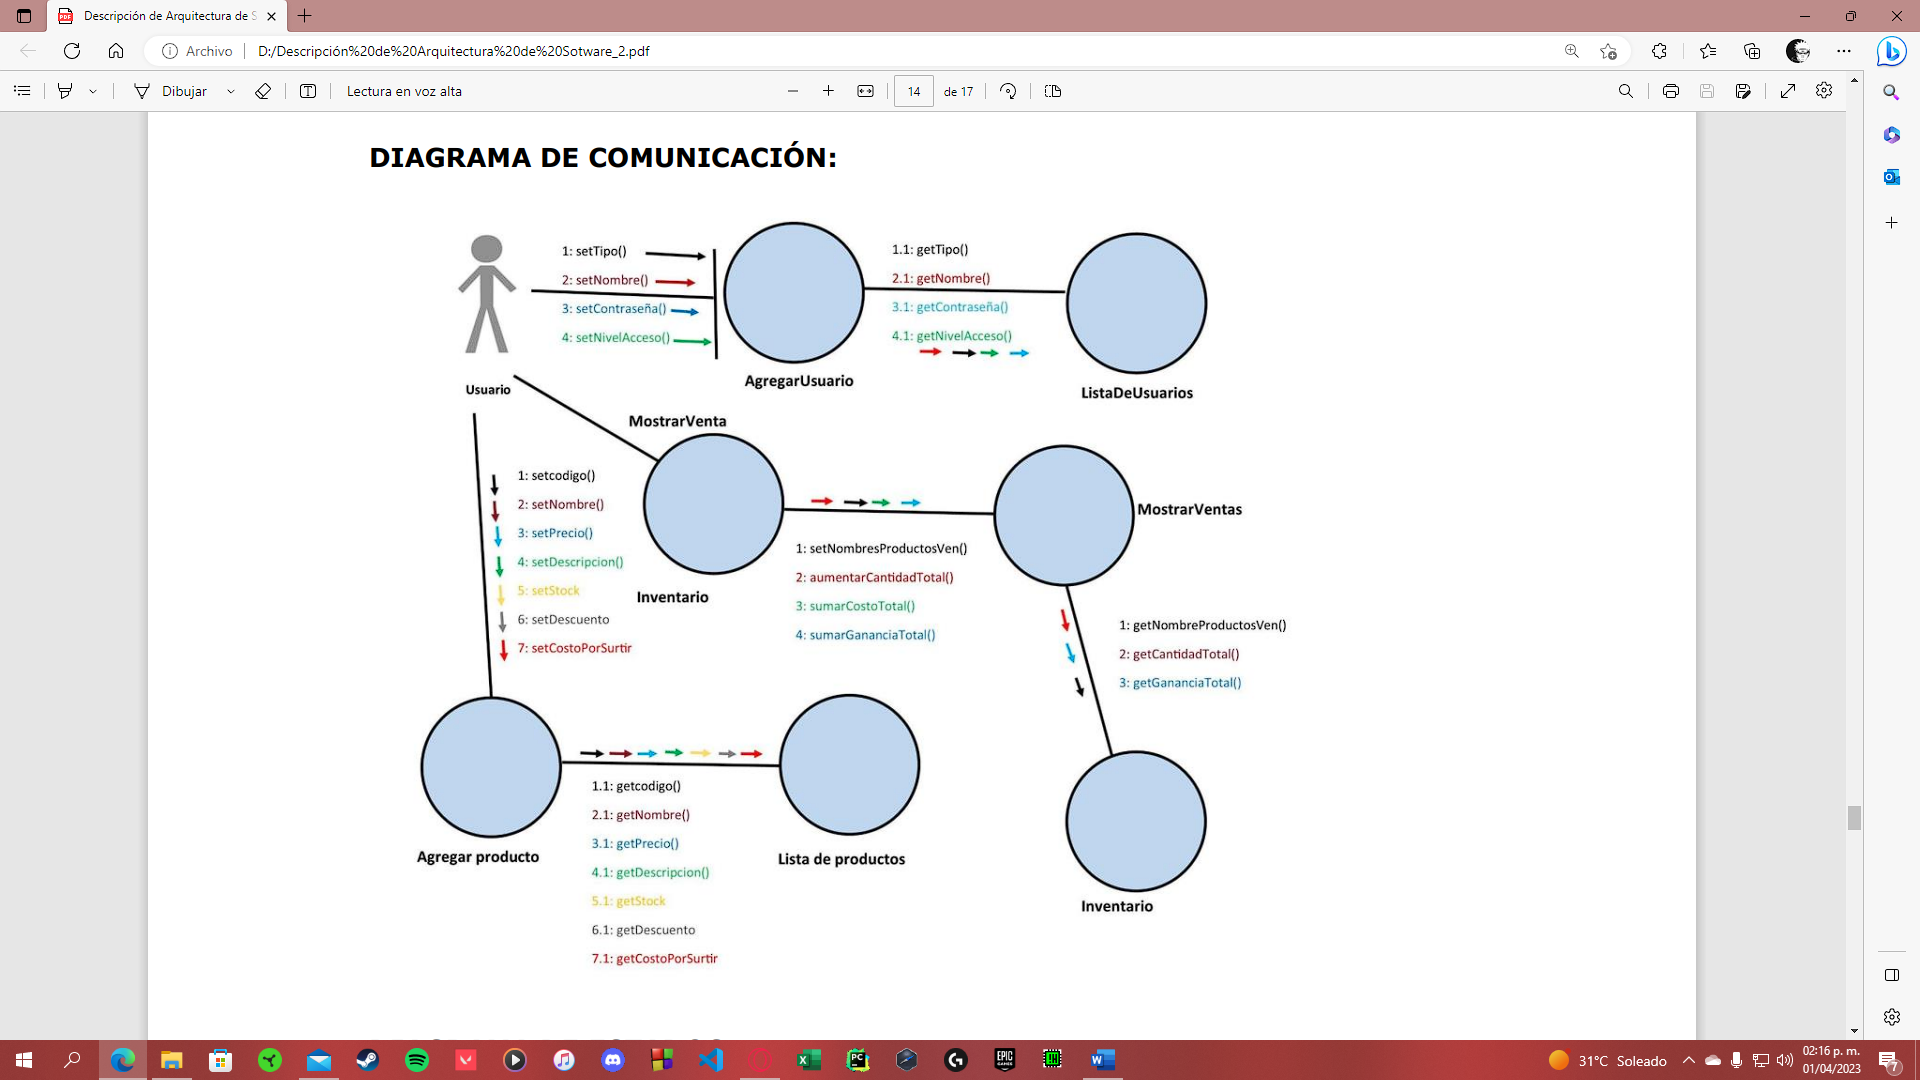 Descripción de Arquitectura de S
Archivo
D:/Descripción%20de%20Arquitectura%20de%20Sotware_2.pdf
Dibujar
Lectura en voz alta
14
de 17
DIAGRAMA DE COMUNICACIÓN:
1: setTipo()
2: setNombre()
3: setContraseña()
4: setNivelAcceso()
1.1: getTipo()
2.1: getNombre()
3.1: getContraseña()
4.1: getNivelAcceso()
Usuario
AgregarUsuario
ListaDeUsuarios
MostrarVenta
1: setcodigo()
2: setNombre()
3: setPrecio()
4: setDescripcion()
5: setStock
6: setDescuento
7: setCostoPorSurtir
Inventario
MostrarVentas
1: setNombresProductosVen()
2: aumentarCantidadTotal()
3: sumarCostoTotal()
4: sumarGananciaTotal()
1: getNombreProductosVen()
2: getCantidadTotal()
3: getGananciaTotal()
1.1: getcodigo()
2.1: getNombre()
3.1: getPrecio()
4.1: getDescripcion()
5.1: getStock
6.1: getDescuento
7.1: getCostoPorSurtir
Agregar producto
Lista de productos
Inventario
31°C Soleado
02:16 p. m.
01/04/2023
7